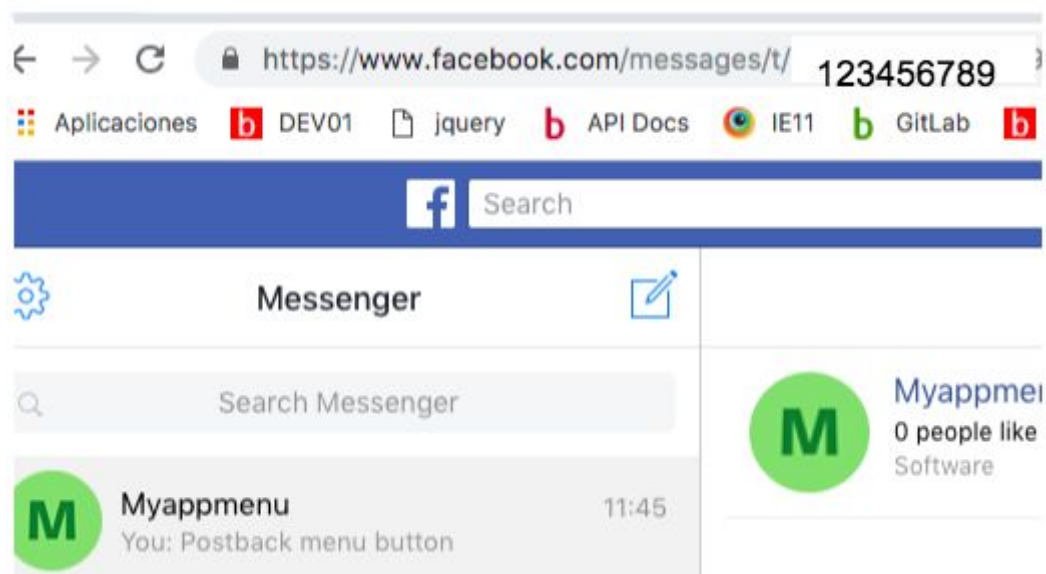 https://www.facebook.com/messages/t/ 123456789
Aplicaciones b DEV01 jquery b API Docs IE11 b GitLab b
f Search
Messenger
Search Messenger
Myappme
0 people like
Software
M
M
Myappmenu 11:45
You: Postback menu button